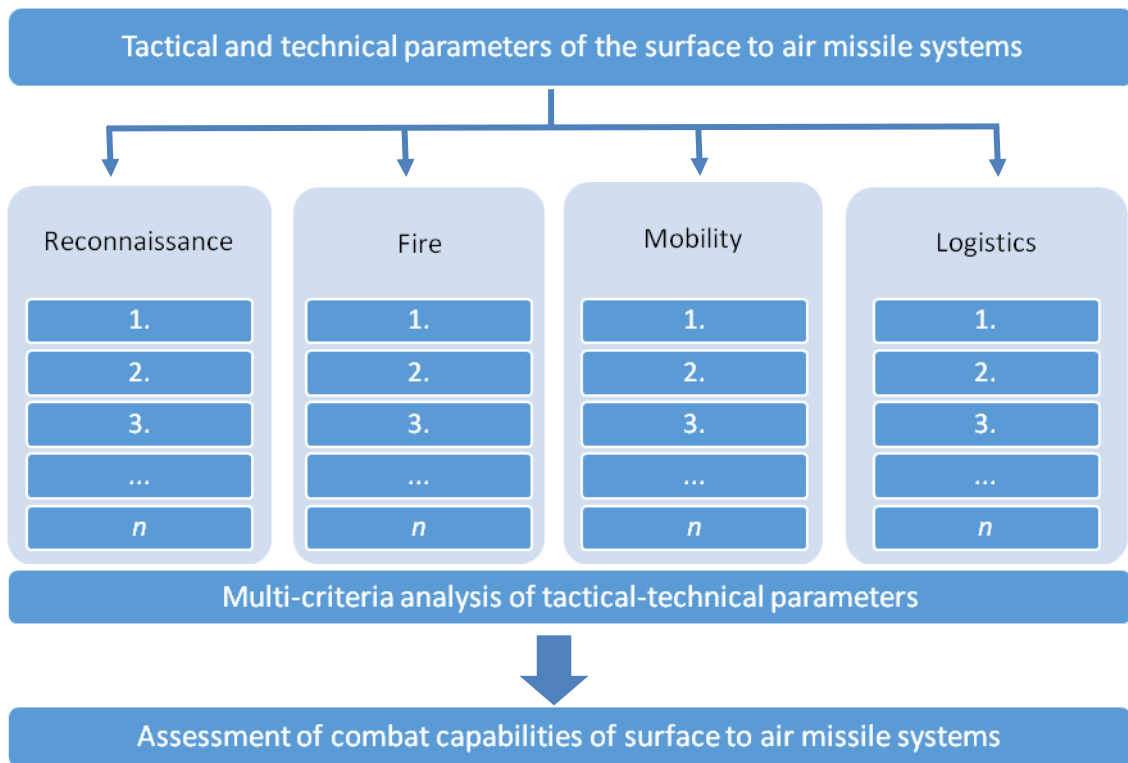 Tactical and technical parameters of the surface to air missile systems
Reconnaissance
1.
2.
3.
...
n
Fire
1.
2.
3.
...
n
Mobility
1.
2.
3.
...
n
Logistics
1.
2.
3.
...
n
Multi-criteria analysis of tactical-technical parameters
Assessment of combat capabilities of surface to air missile systems